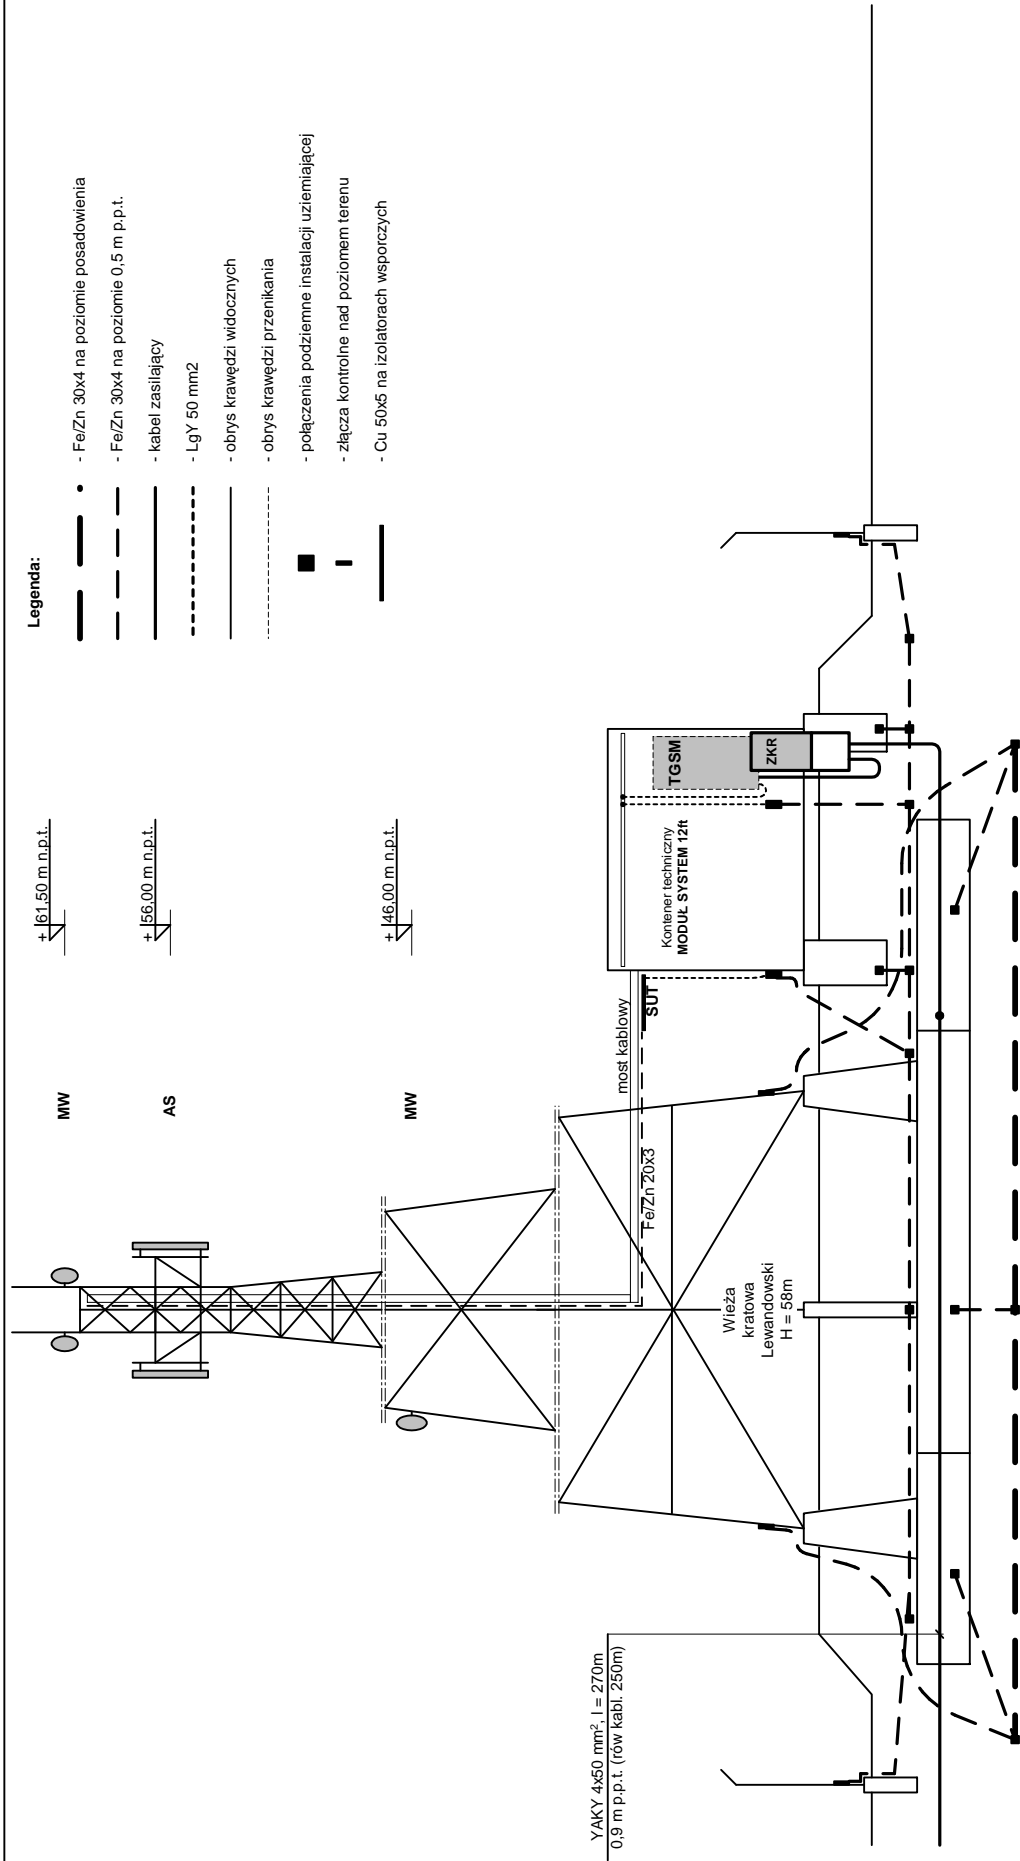 Legenda:
- Fe/Zn 30x4 na poziomie posadowienia
- Fe/Zn 30x4 na poziomie 0,5 m p.p.t.
- kabel zasilający
- LgY 50 mm2
- obrys krawędzi widocznych
- obrys krawędzi przenikania
- połączenia podziemne instalacji uziemiającej
- złącza kontrolne nad poziomem terenu
- Cu 50x5 na izolatorach wsporczych
+ 61,50 m n.p.t.
+ 56,00 m n.p.t.
+ 46,00 m n.p.t.
MW
AS
MW
most kablowy
SUT
Fe/Zn 20x3
TGSM
ZKR
Kontener techniczny
MODUŁ SYSTEM 12ft
Wieża
kratowa
Lewandowski
H = 58m
YAKY 4x50 mm², l = 270m
0,9 m p.p.t. (rów kabl. 250m)